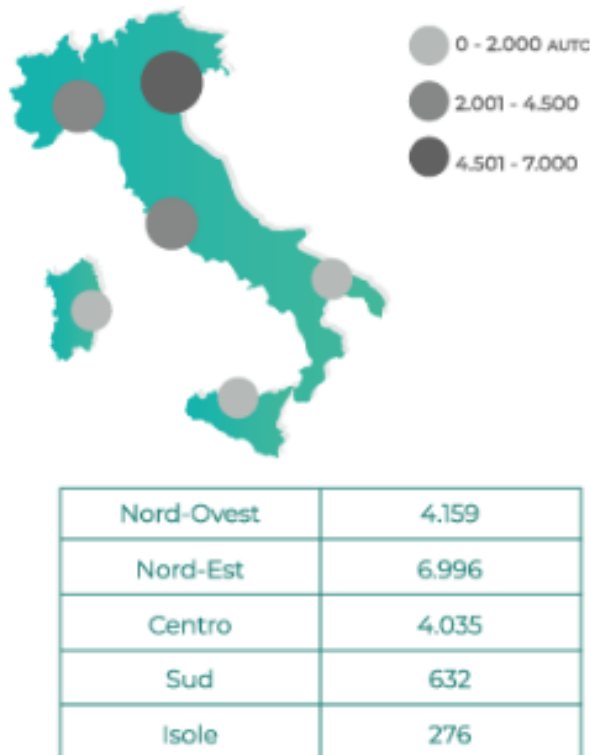 0 - 2.000 AUTO
2.001 - 4.500
4.501 - 7.000
Nord-Ovest 4.159
Nord-Est 6.996
Centro 4.035
Sud 632
Isole 276